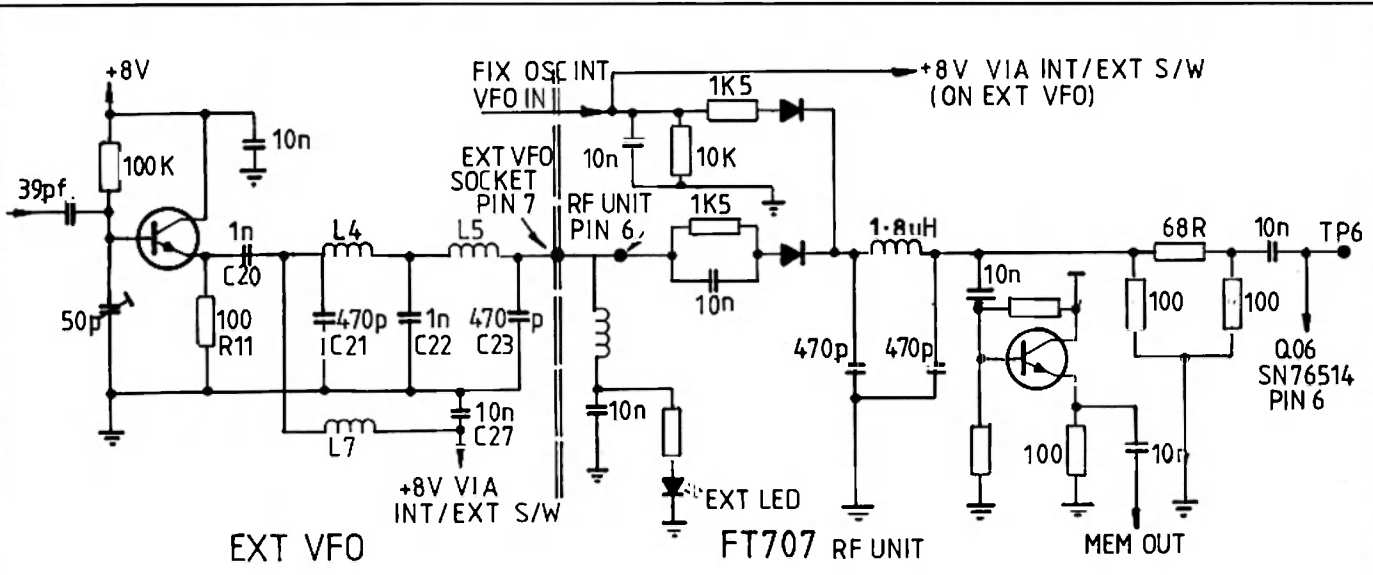 +8V
10n
100K
39pf.
1n
C20
L4
L5
50p
100
R11
470p
C21
1n
C22
470 p
C23
10n
C27
L7
+8V VIA
INT/EXT S/W
EXT VFO
FIX OSC INT
VFO IN
+8V VIA INT/EXT S/W
(ON EXT VFO)
1K5
10n
10K
EXT VFO
SOCKET
PIN 7
RF UNIT
PIN 6
1K5
10n
1.8uH
10n
EXT LED
470p
470p
10n
68R
10n
TP6
100
100
Q06
SN76514
PIN 6
100
10n
MEM OUT
FT707 RF UNIT